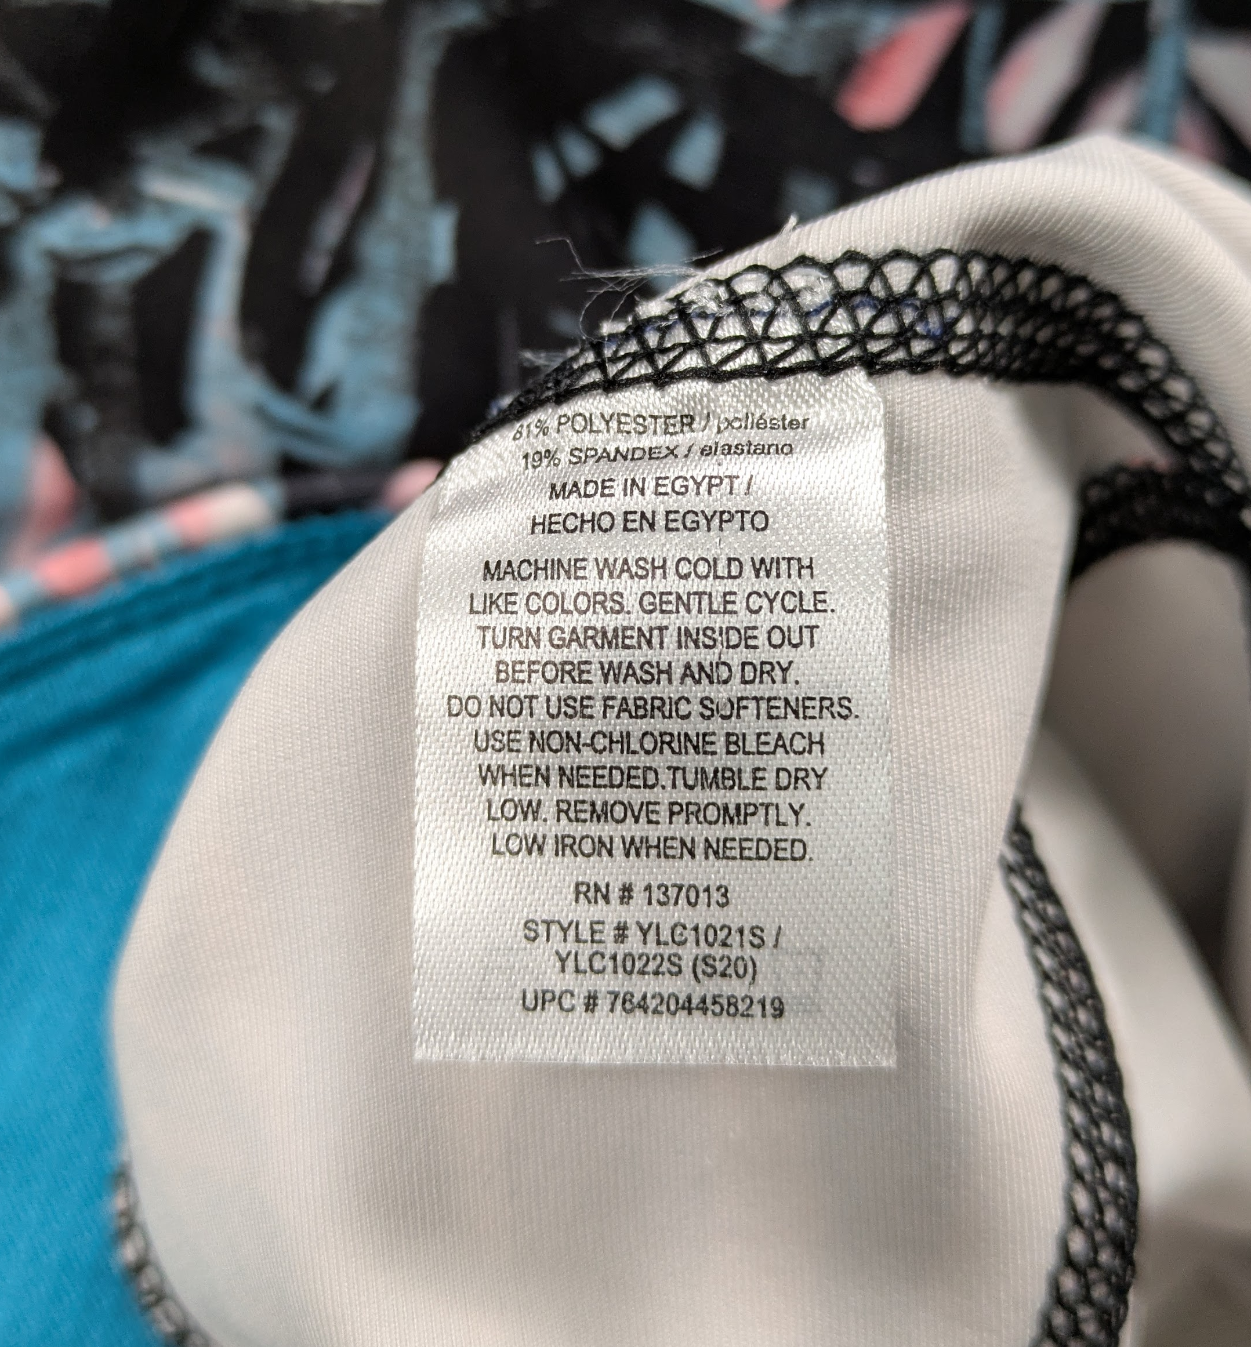 81% POLYESTER / poliéster
19% SPANDEX / elastano
MADE IN EGYPT /
HECHO EN EGYPTO
MACHINE WASH COLD WITH
LIKE COLORS. GENTLE CYCLE.
TURN GARMENT INSIDE OUT
BEFORE WASH AND DRY.
DO NOT USE FABRIC SOFTENERS.
USE NON-CHLORINE BLEACH
WHEN NEEDED.TUMBLE DRY
LOW. REMOVE PROMPTLY.
LOW IRON WHEN NEEDED.
RN # 137013
STYLE # YLC1021S /
YLC1022S (S20)
UPC # 764204458219